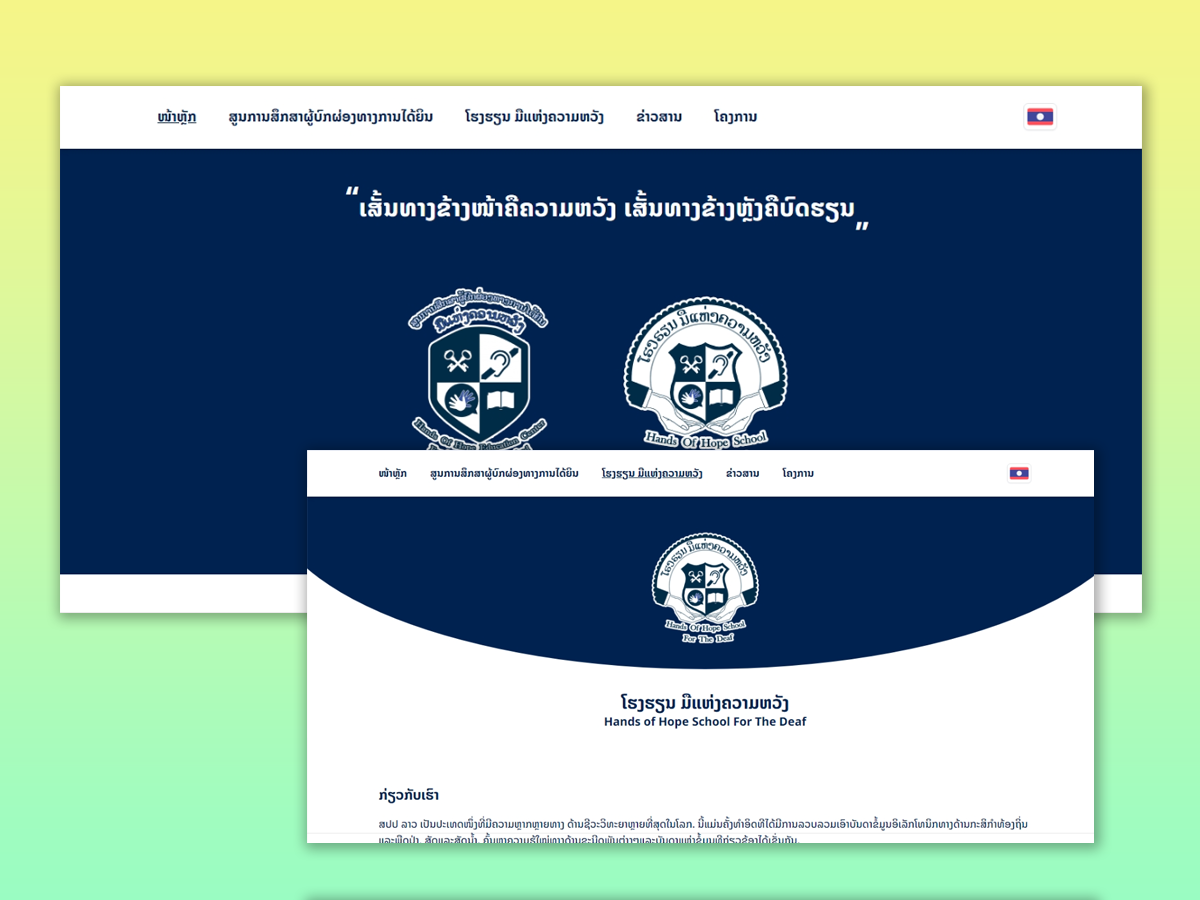 ໜ້າຫຼັກ ສູນການສຶກສາຜູ້ບົກຜ່ອງທາງການໄດ້ຍິນ ໂຮງຮຽນ ມືແຫ່ງຄວາມຫວັງ ຂ່າວສານ ໂຄງການ
“ເສັ້ນທາງຂ້າງໜ້າຄືຄວາມຫວັງ ເສັ້ນທາງຂ້າງຫຼັງຄືບົດຮຽນ”
ສູນການສຶກສາຜູ້ບົກຜ່ອງທາງການໄດ້ຍິນ
ມືແຫ່ງຄວາມຫວັງ
Hands Of Hope Education Center
ໂຮງຮຽນ ມືແຫ່ງຄວາມຫວັງ
Hands Of Hope School
ໜ້າຫຼັກ ສູນການສຶກສາຜູ້ບົກຜ່ອງທາງການໄດ້ຍິນ ໂຮງຮຽນ ມືແຫ່ງຄວາມຫວັງ ຂ່າວສານ ໂຄງການ
ໂຮງຮຽນ ມືແຫ່ງຄວາມຫວັງ
Hands Of Hope School
For The Deaf
ໂຮງຮຽນ ມືແຫ່ງຄວາມຫວັງ
Hands of Hope School For The Deaf
ກ່ຽວກັບເຮົາ
ສປປ ລາວ ເປັນປະເທດໜຶ່ງທີ່ມີຄວາມຫຼາກຫຼາຍທາງ ດ້ານຊີວະວິທະຍາຫຼາຍທີ່ສຸດໃນໂລກ. ນີ້ແມ່ນຄັ້ງທຳອິດທີ່ໄດ້ມີການລວບລວມເອົາບັນດາຂໍ້ມູນອີເລັກໂທນິກທາງດ້ານກະສິກຳທ້ອງຖິ່ນ